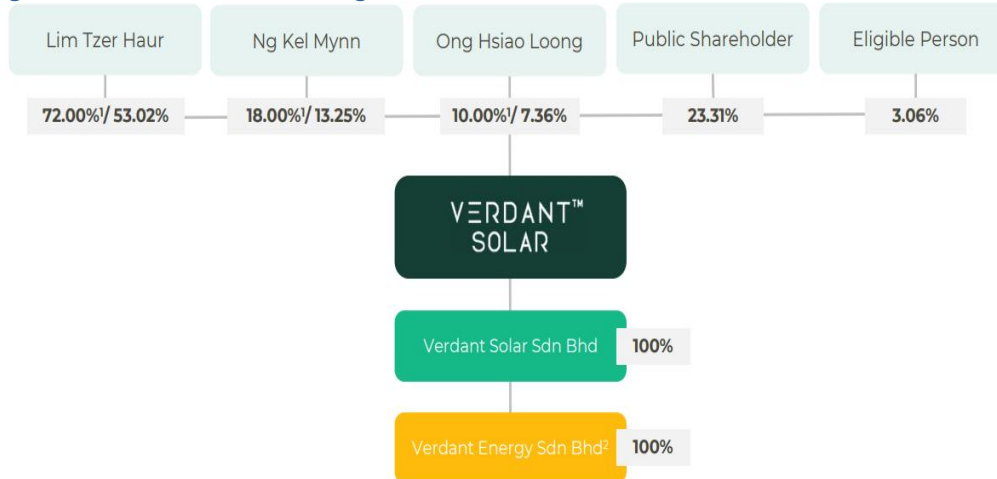 Lim Tzer Haur
Ng Kel Mynn
Ong Hsiao Loong
Public Shareholder
Eligible Person
72.00%¹/ 53.02%
18.00%¹/ 13.25%
10.00%¹/ 7.36%
23.31%
3.06%
VERDANT™
SOLAR
Verdant Solar Sdn Bhd
100%
Verdant Energy Sdn Bhd²
100%